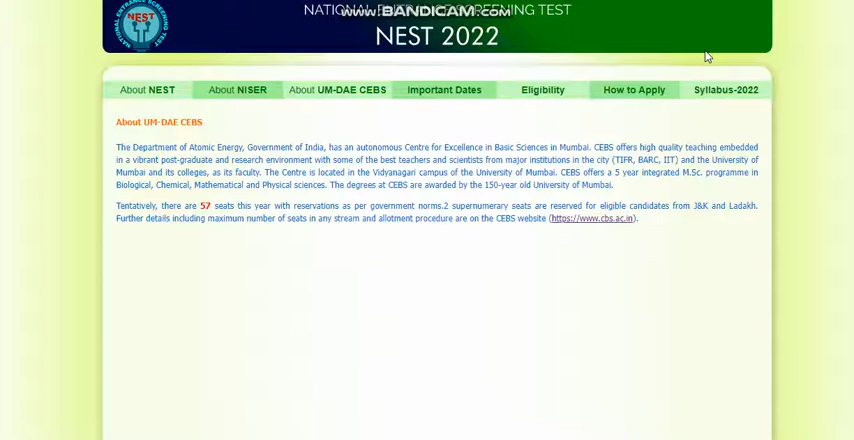 NATIONAL ENTRANCE SCREENING TEST
www.BANDICAM.com
NEST
NATIONAL ENTRANCE SCREENING TEST
NEST 2022
About NEST About NISER About UM-DAE CEBS Important Dates Eligibility How to Apply Syllabus-2022
About UM-DAE CEBS
The Department of Atomic Energy, Government of India, has an autonomous Centre for Excellence in Basic Sciences in Mumbai. CEBS offers high quality teaching embedded
in a vibrant post-graduate and research environment with some of the best teachers and scientists from major institutions in the city (TIFR, BARC, IIT) and the University of
Mumbai and its colleges, as its faculty. The Centre is located in the Vidyanagari campus of the University of Mumbai. CEBS offers a 5 year integrated M.Sc. programme in
Biological, Chemical, Mathematical and Physical sciences. The degrees at CEBS are awarded by the 150-year old University of Mumbai.
Tentatively, there are 57 seats this year with reservations as per government norms.2 supernumerary seats are reserved for eligible candidates from J&K and Ladakh.
Further details including maximum number of seats in any stream and allotment procedure are on the CEBS website (https://www.cbs.ac.in).